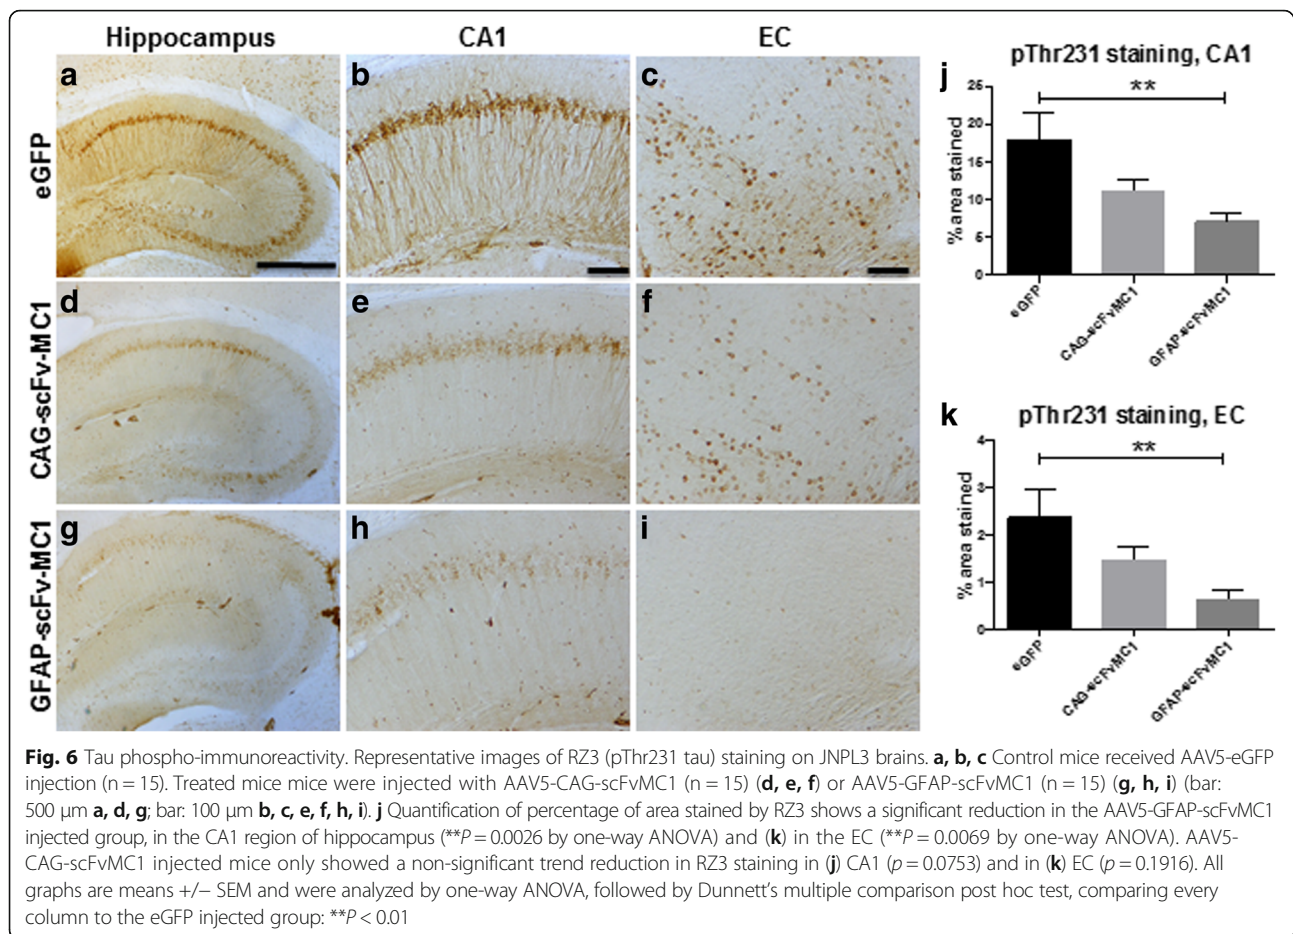 Hippocampus
CA1
EC
eGFP
a
b
c
CAG-scFv-MC1
d
e
f
GFAP-scFv-MC1
g
h
i
j
pThr231 staining, CA1
**
% area stained
25
20
15
10
5
0
eGFP
CAG-scFvMC1
GFAP-scFvMC1
k
pThr231 staining, EC
**
% area stained
4
3
2
1
0
eGFP
CAG-scFvMC1
GFAP-scFvMC1
Fig. 6 Tau phospho-immunoreactivity. Representative images of RZ3 (pThr231 tau) staining on JNPL3 brains. a, b, c Control mice received AAV5-eGFP
injection (n = 15). Treated mice mice were injected with AAV5-CAG-scFvMC1 (n = 15) (d, e, f) or AAV5-GFAP-scFvMC1 (n = 15) (g, h, i) (bar:
500 μm a, d, g; bar: 100 μm b, c, e, f, h, i). j Quantification of percentage of area stained by RZ3 shows a significant reduction in the AAV5-GFAP-scFvMC1
injected group, in the CA1 region of hippocampus (**P = 0.0026 by one-way ANOVA) and (k) in the EC (**P = 0.0069 by one-way ANOVA). AAV5-
CAG-scFvMC1 injected mice only showed a non-significant trend reduction in RZ3 staining in (j) CA1 (p = 0.0753) and in (k) EC (p = 0.1916). All
graphs are means +/− SEM and were analyzed by one-way ANOVA, followed by Dunnett's multiple comparison post hoc test, comparing every
column to the eGFP injected group: **P < 0.01